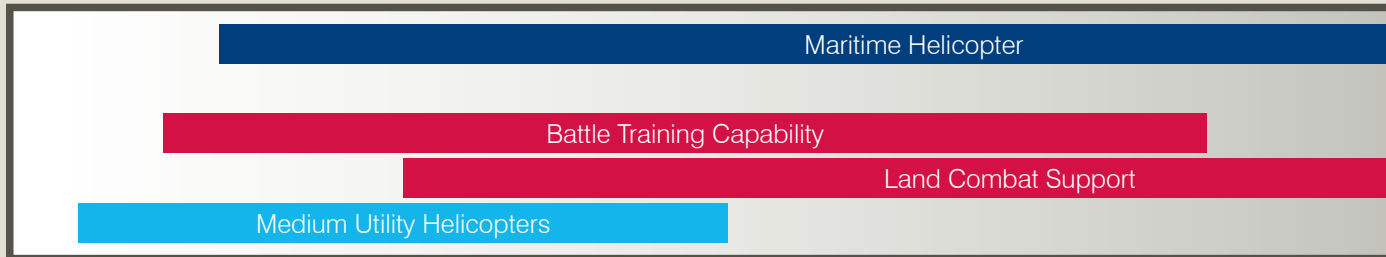 Maritime Helicopter
Battle Training Capability
Land Combat Support
Medium Utility Helicopters